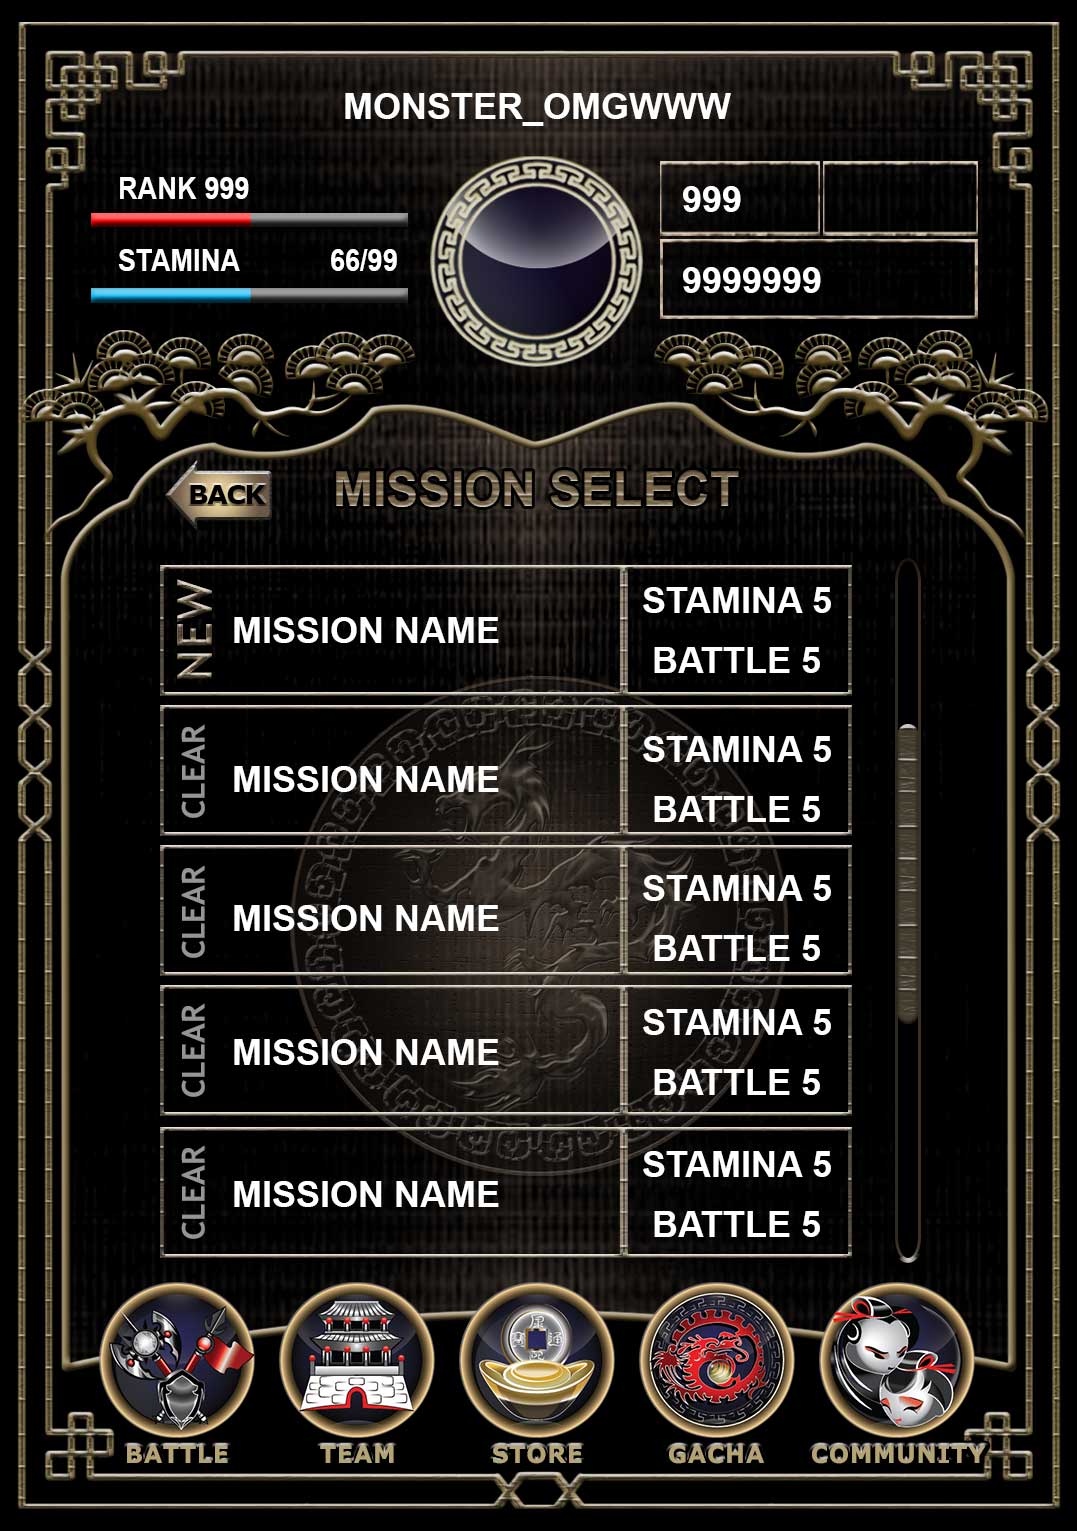 MONSTER_OMGWWW
RANK 999
STAMINA 66/99
999
9999999
BACK
MISSION SELECT
NEW
MISSION NAME
STAMINA 5
BATTLE 5
CLEAR
MISSION NAME
STAMINA 5
BATTLE 5
CLEAR
MISSION NAME
STAMINA 5
BATTLE 5
CLEAR
MISSION NAME
STAMINA 5
BATTLE 5
CLEAR
MISSION NAME
STAMINA 5
BATTLE 5
BATTLE
TEAM
STORE
GACHA
COMMUNITY